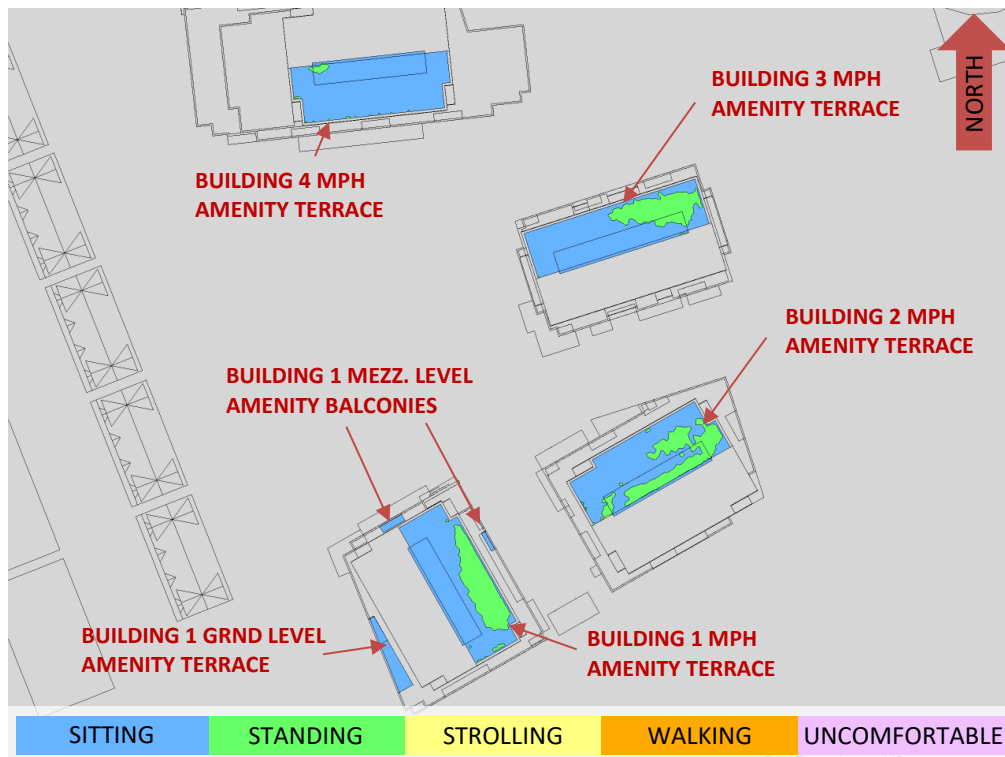 NORTH
BUILDING 3 MPH
AMENITY TERRACE
BUILDING 4 MPH
AMENITY TERRACE
BUILDING 2 MPH
AMENITY TERRACE
BUILDING 1 MEZZ. LEVEL
AMENITY BALCONIES
BUILDING 1 GRND LEVEL
AMENITY TERRACE
BUILDING 1 MPH
AMENITY TERRACE
SITTING
STANDING
STROLLING
WALKING
UNCOMFORTABLE